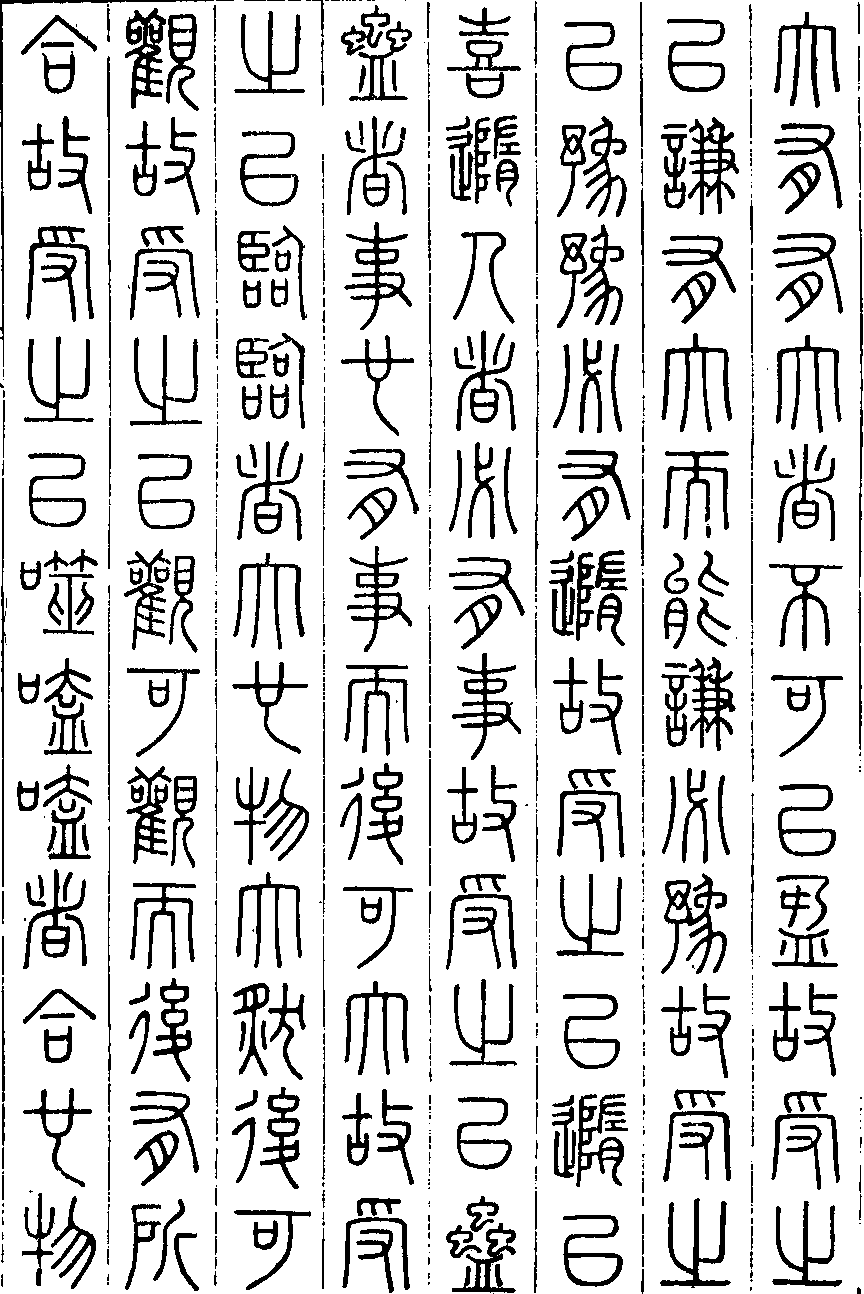 大有有大者不可以盈故受之
以謙有大而能謙必豫故受之
以豫豫必有隨故受之以隨以
喜隨人者必有事故受之以蠱
蠱者事也有事而後可大故受
之以臨臨者大也物大然後可
觀故受之以觀可觀而後有所
合故受之以噬嗑嗑者合也物